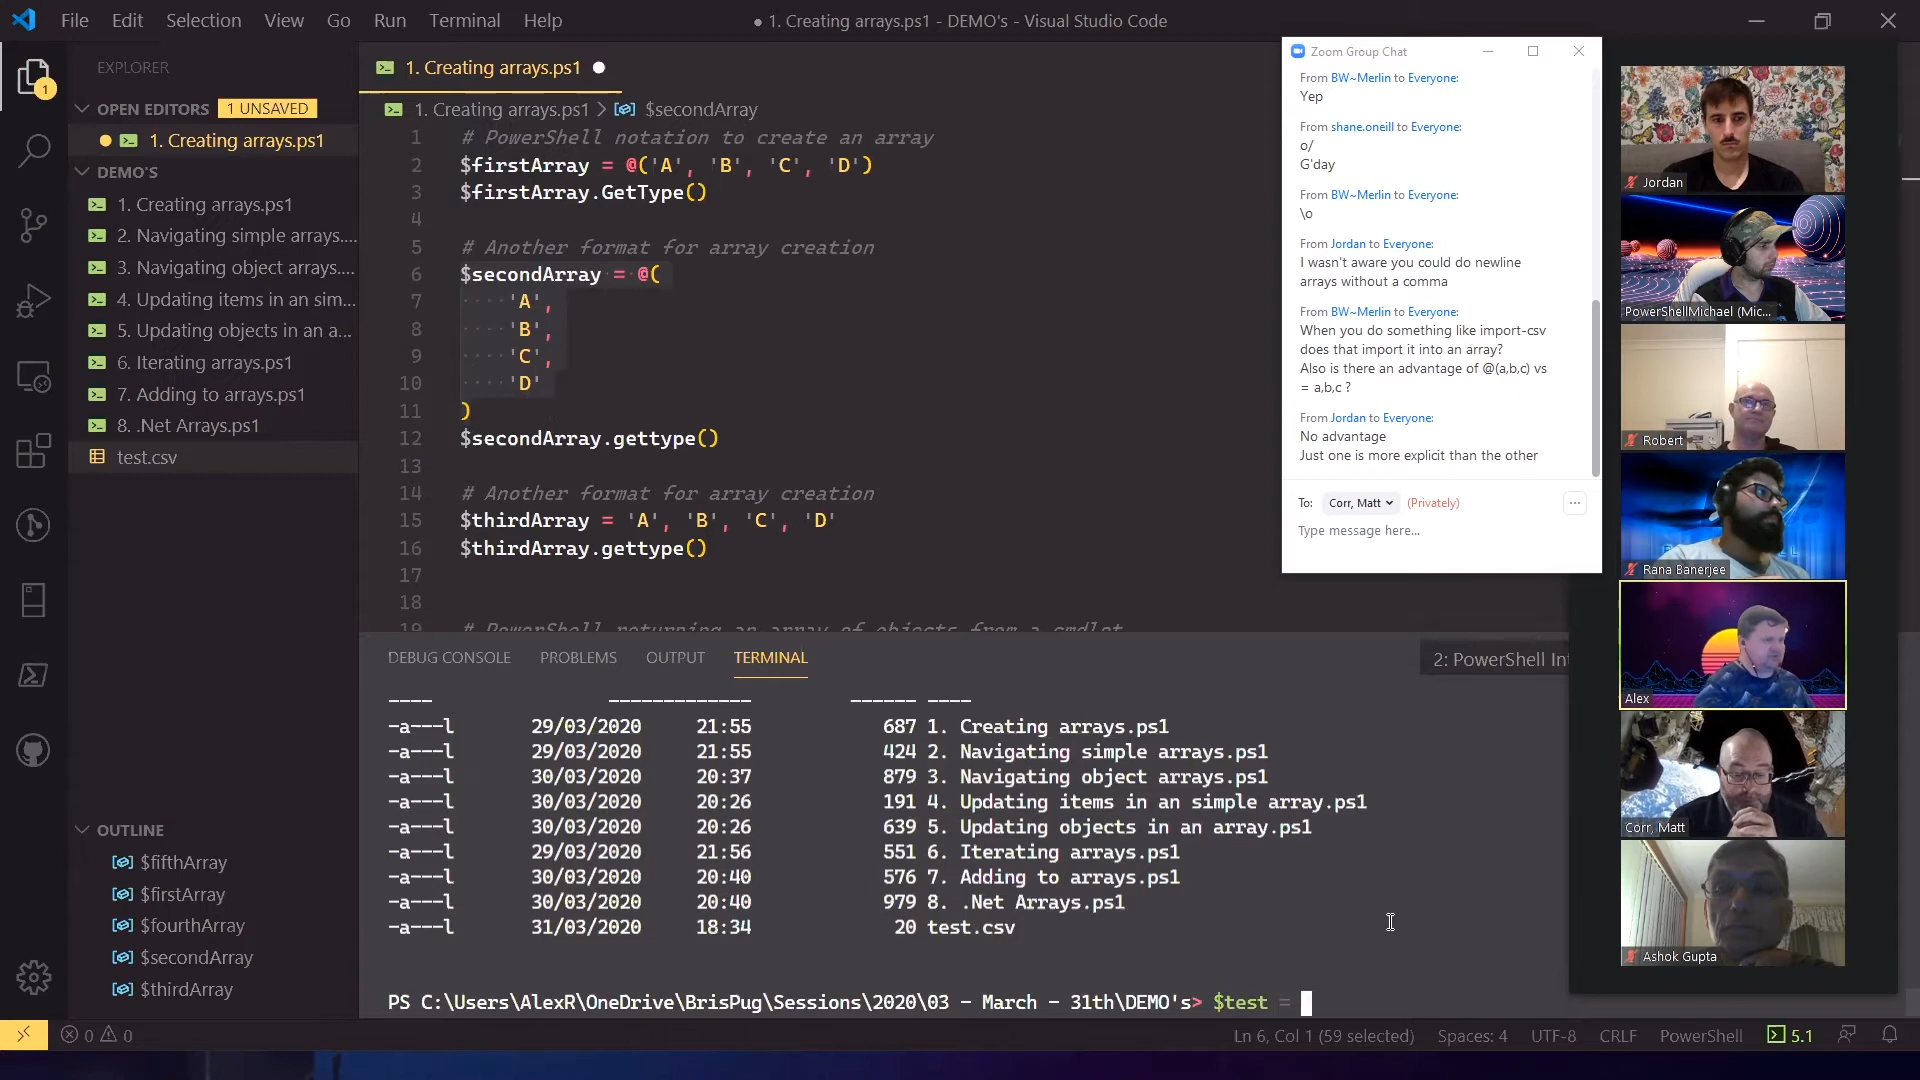 File Edit Selection View Go Run Terminal Help
● 1. Creating arrays.ps1 - DEMO's - Visual Studio Code
EXPLORER
OPEN EDITORS 1 UNSAVED
1. Creating arrays.ps1
DEMO'S
1. Creating arrays.ps1
2. Navigating simple arrays....
3. Navigating object arrays....
4. Updating items in an sim...
5. Updating objects in an a...
6. Iterating arrays.ps1
7. Adding to arrays.ps1
8. .Net Arrays.ps1
test.csv
OUTLINE
$fifthArray
$firstArray
$fourthArray
$secondArray
$thirdArray
1
1. Creating arrays.ps1
1. Creating arrays.ps1 > $secondArray
1 # PowerShell notation to create an array
2 $firstArray = @('A', 'B', 'C', 'D')
3 $firstArray.GetType()
4
5 # Another format for array creation
6 $secondArray = @(
7 'A',
8 'B',
9 'C',
10 'D'
11 )
12 $secondArray.gettype()
13
14 # Another format for array creation
15 $thirdArray = 'A', 'B', 'C', 'D'
16 $thirdArray.gettype()
17
18
19 # PowerShell returning an array of objects from a cmdlet
DEBUG CONSOLE PROBLEMS OUTPUT TERMINAL
2: PowerShell Int
---- ------------- ------ ----
-a---l 29/03/2020 21:55 687 1. Creating arrays.ps1
-a---l 29/03/2020 21:55 424 2. Navigating simple arrays.ps1
-a---l 30/03/2020 20:37 879 3. Navigating object arrays.ps1
-a---l 30/03/2020 20:26 191 4. Updating items in an simple array.ps1
-a---l 30/03/2020 20:26 639 5. Updating objects in an array.ps1
-a---l 29/03/2020 21:56 551 6. Iterating arrays.ps1
-a---l 30/03/2020 20:40 576 7. Adding to arrays.ps1
-a---l 30/03/2020 20:40 979 8. .Net Arrays.ps1
-a---l 31/03/2020 18:34 20 test.csv
PS C:\Users\AlexR\OneDrive\BrisPug\Sessions\2020\03 - March - 31th\DEMO's> $test =
0 0
Ln 6, Col 1 (59 selected) Spaces: 4 UTF-8 CRLF PowerShell 5.1
Zoom Group Chat
From BW~Merlin to Everyone:
Yep
From shane.oneill to Everyone:
o/
G'day
From BW~Merlin to Everyone:
\o
From Jordan to Everyone:
I wasn't aware you could do newline
arrays without a comma
From BW~Merlin to Everyone:
When you do something like import-csv
does that import it into an array?
Also is there an advantage of @(a,b,c) vs
= a,b,c ?
From Jordan to Everyone:
No advantage
Just one is more explicit than the other
To: Corr, Matt (Privately) ...
Type message here...
Jordan
PowerShellMichael (Mic...
Robert
Rana Banerjee
Alex
Corr, Matt
Ashok Gupta